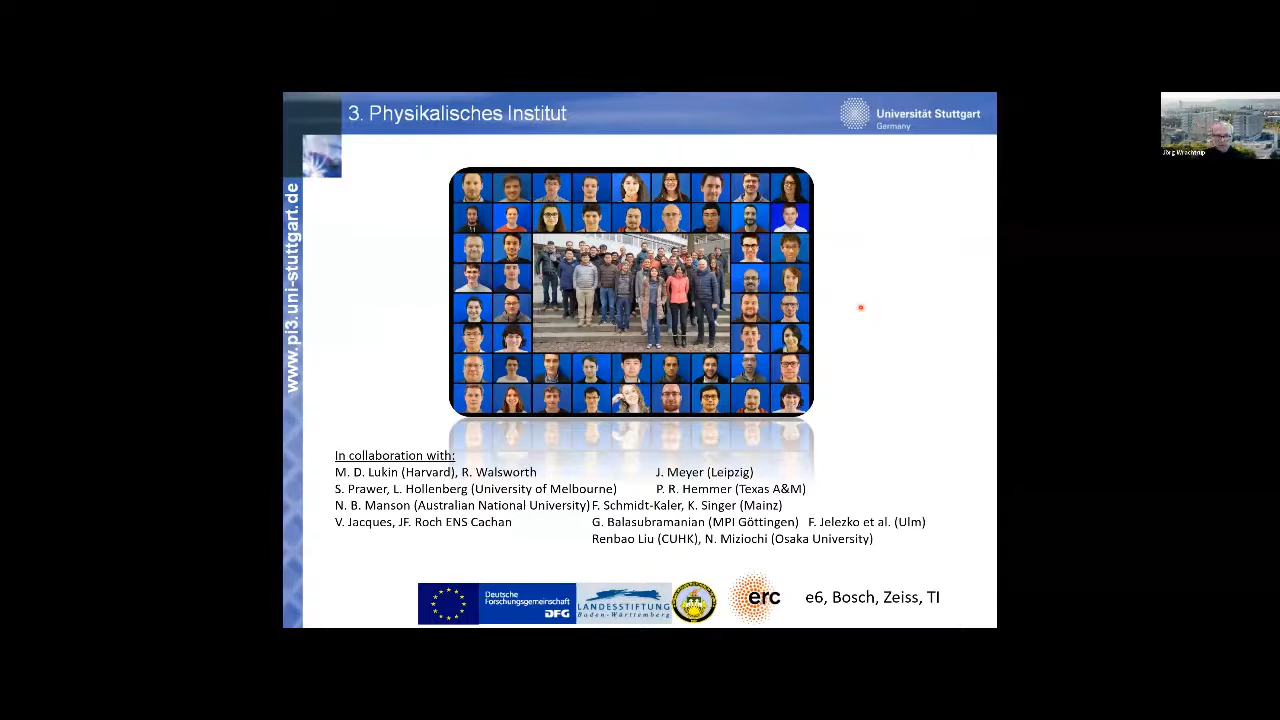 3. Physikalisches Institut
Universität Stuttgart
Germany
Jörg Wrachtrup
www.pi3.uni-stuttgart.de
In collaboration with:
M. D. Lukin (Harvard), R. Walsworth
J. Meyer (Leipzig)
S. Prawer, L. Hollenberg (University of Melbourne)
P. R. Hemmer (Texas A&M)
N. B. Manson (Australian National University)
F. Schmidt-Kaler, K. Singer (Mainz)
V. Jacques, JF. Roch ENS Cachan
G. Balasubramanian (MPI Göttingen) F. Jelezko et al. (Ulm)
Renbao Liu (CUHK), N. Miziochi (Osaka University)
Deutsche
Forschungsgemeinschaft
DFG
LANDESSTIFTUNG
Baden-Württemberg
erc
e6, Bosch, Zeiss, TI